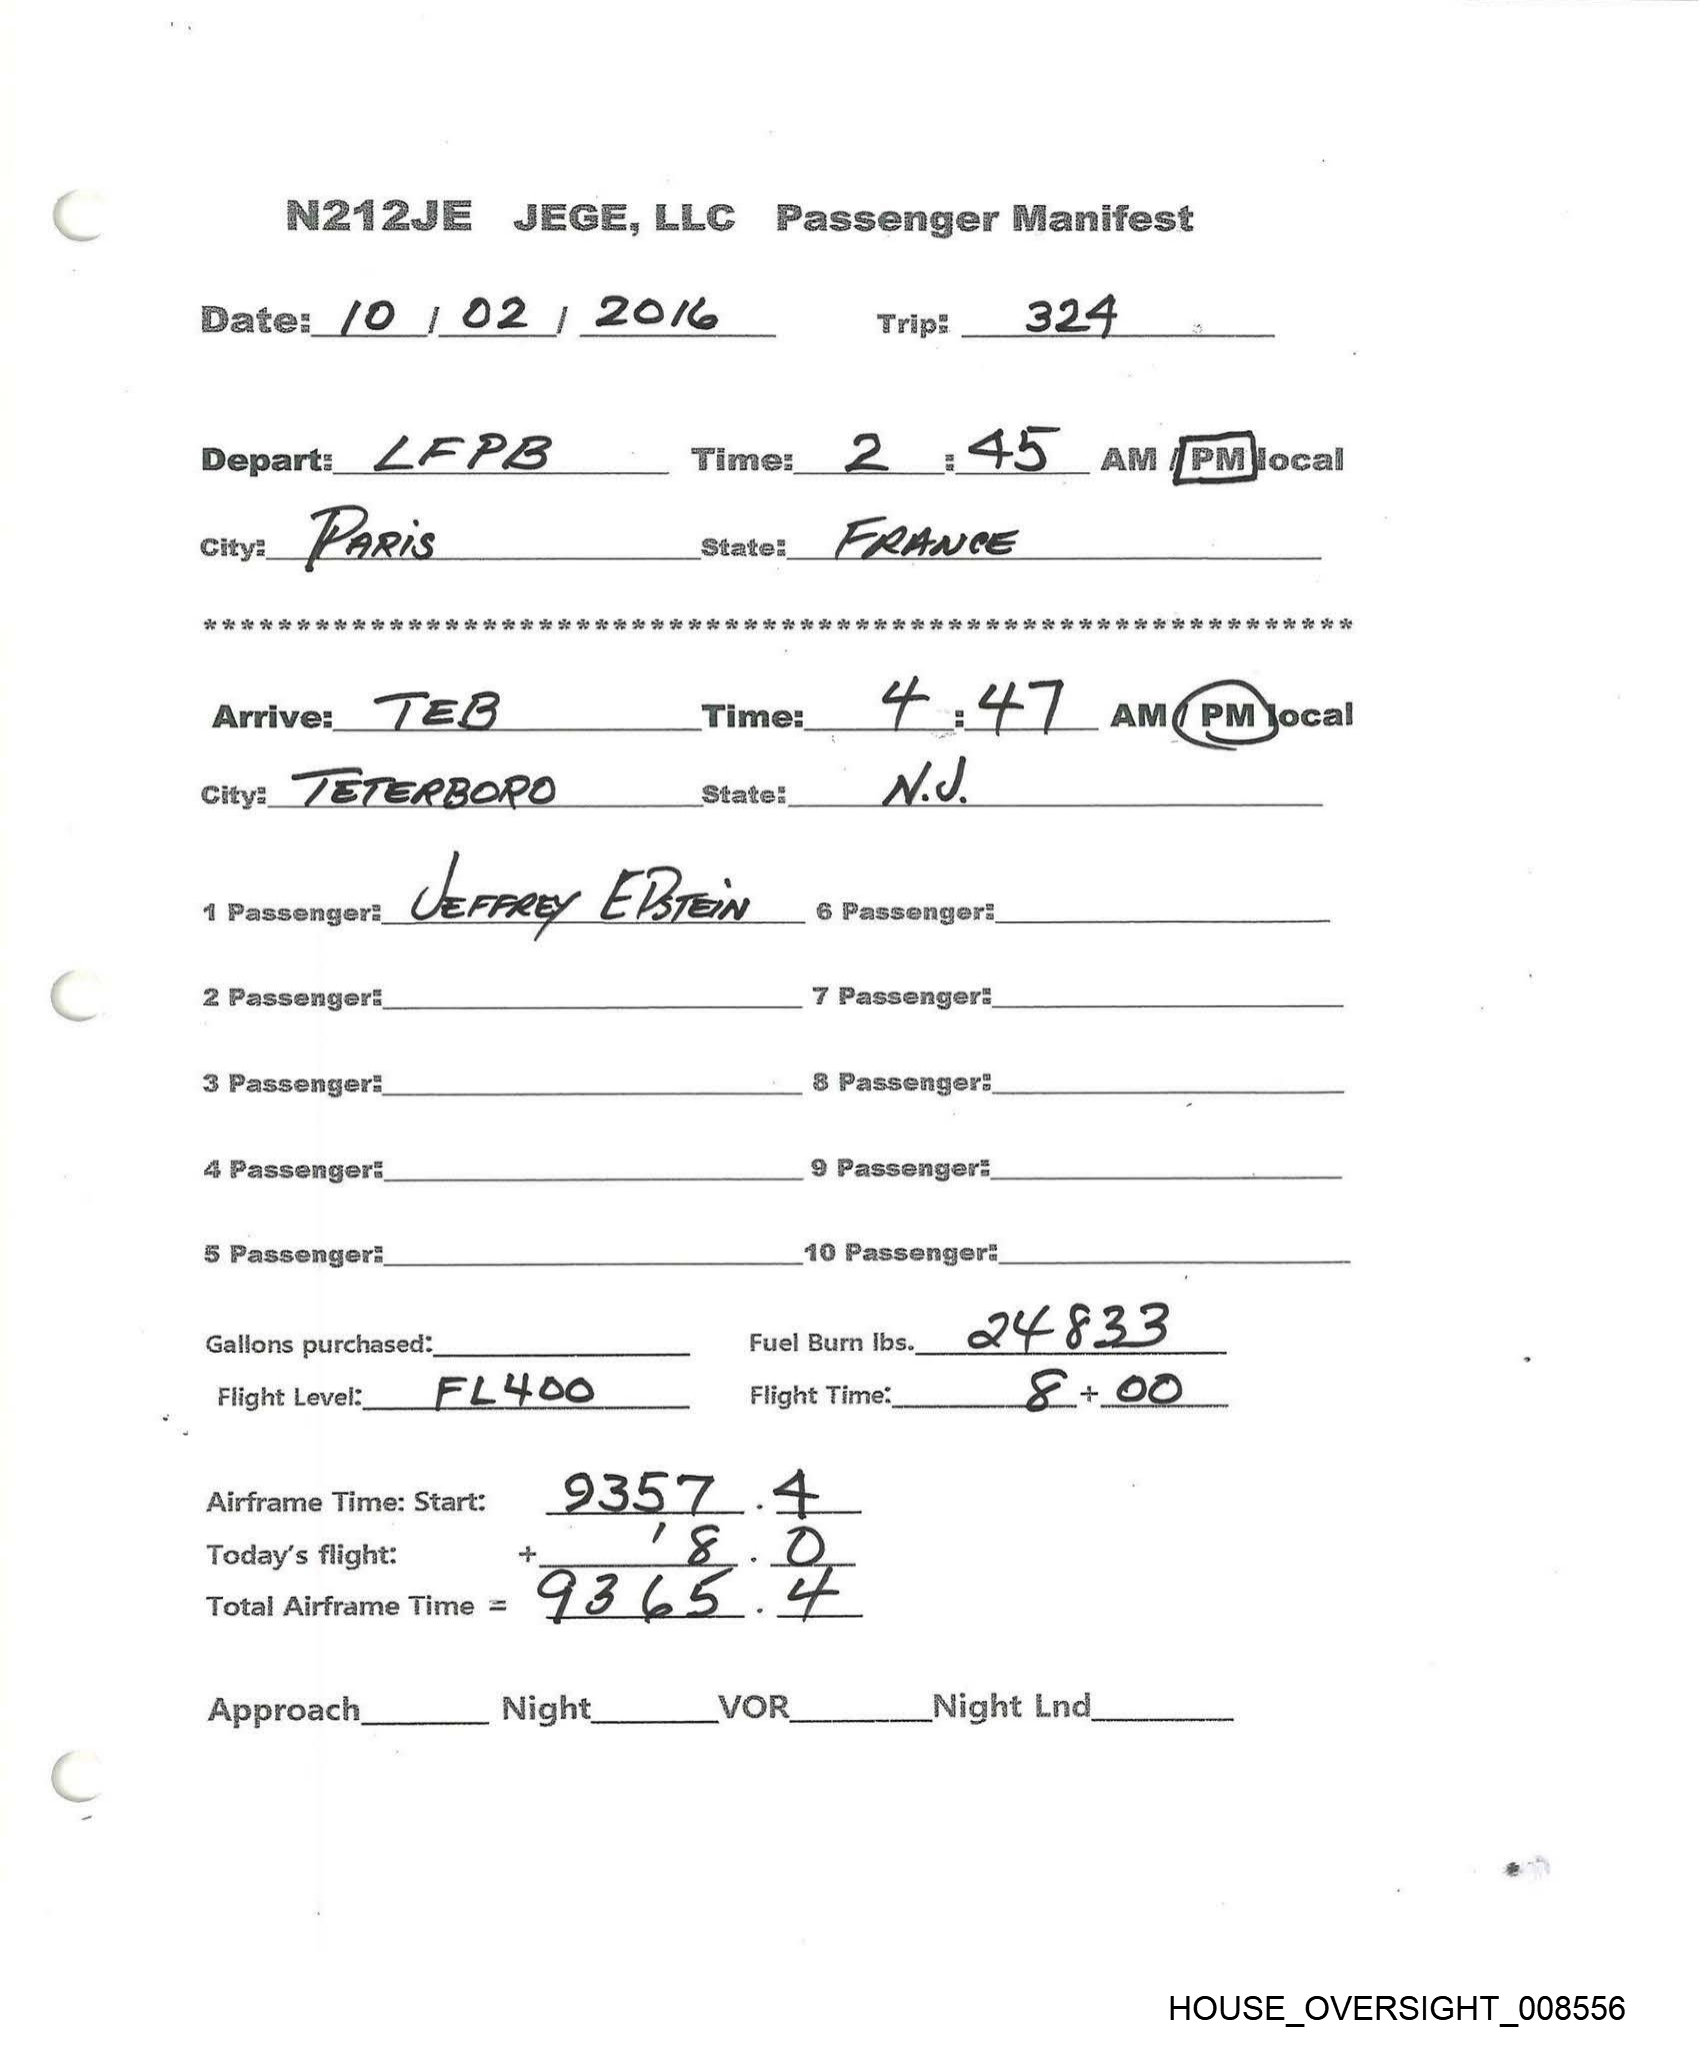 N212JE JEGE, LLC Passenger Manifest
Date: 10 / 02 / 2016 Trip: 324
Depart: LFPB Time: 2 : 45 AM / PM local
City: PARIS State: FRANCE
**************************************************************
Arrive: TEB Time: 4 : 47 AM / PM local
City: TETERBORO State: N.J.
1 Passenger: JEFFREY EPSTEIN 6 Passenger:
2 Passenger: 7 Passenger:
3 Passenger: 8 Passenger:
4 Passenger: 9 Passenger:
5 Passenger: 10 Passenger:
Gallons purchased: Fuel Burn lbs. 24833
Flight Level: FL400 Flight Time: 8 + 00
Airframe Time: Start: 9357 . 4
Today's flight: + 8 . 0
Total Airframe Time = 9365 . 4
Approach Night VOR Night Lnd
HOUSE_OVERSIGHT_008556